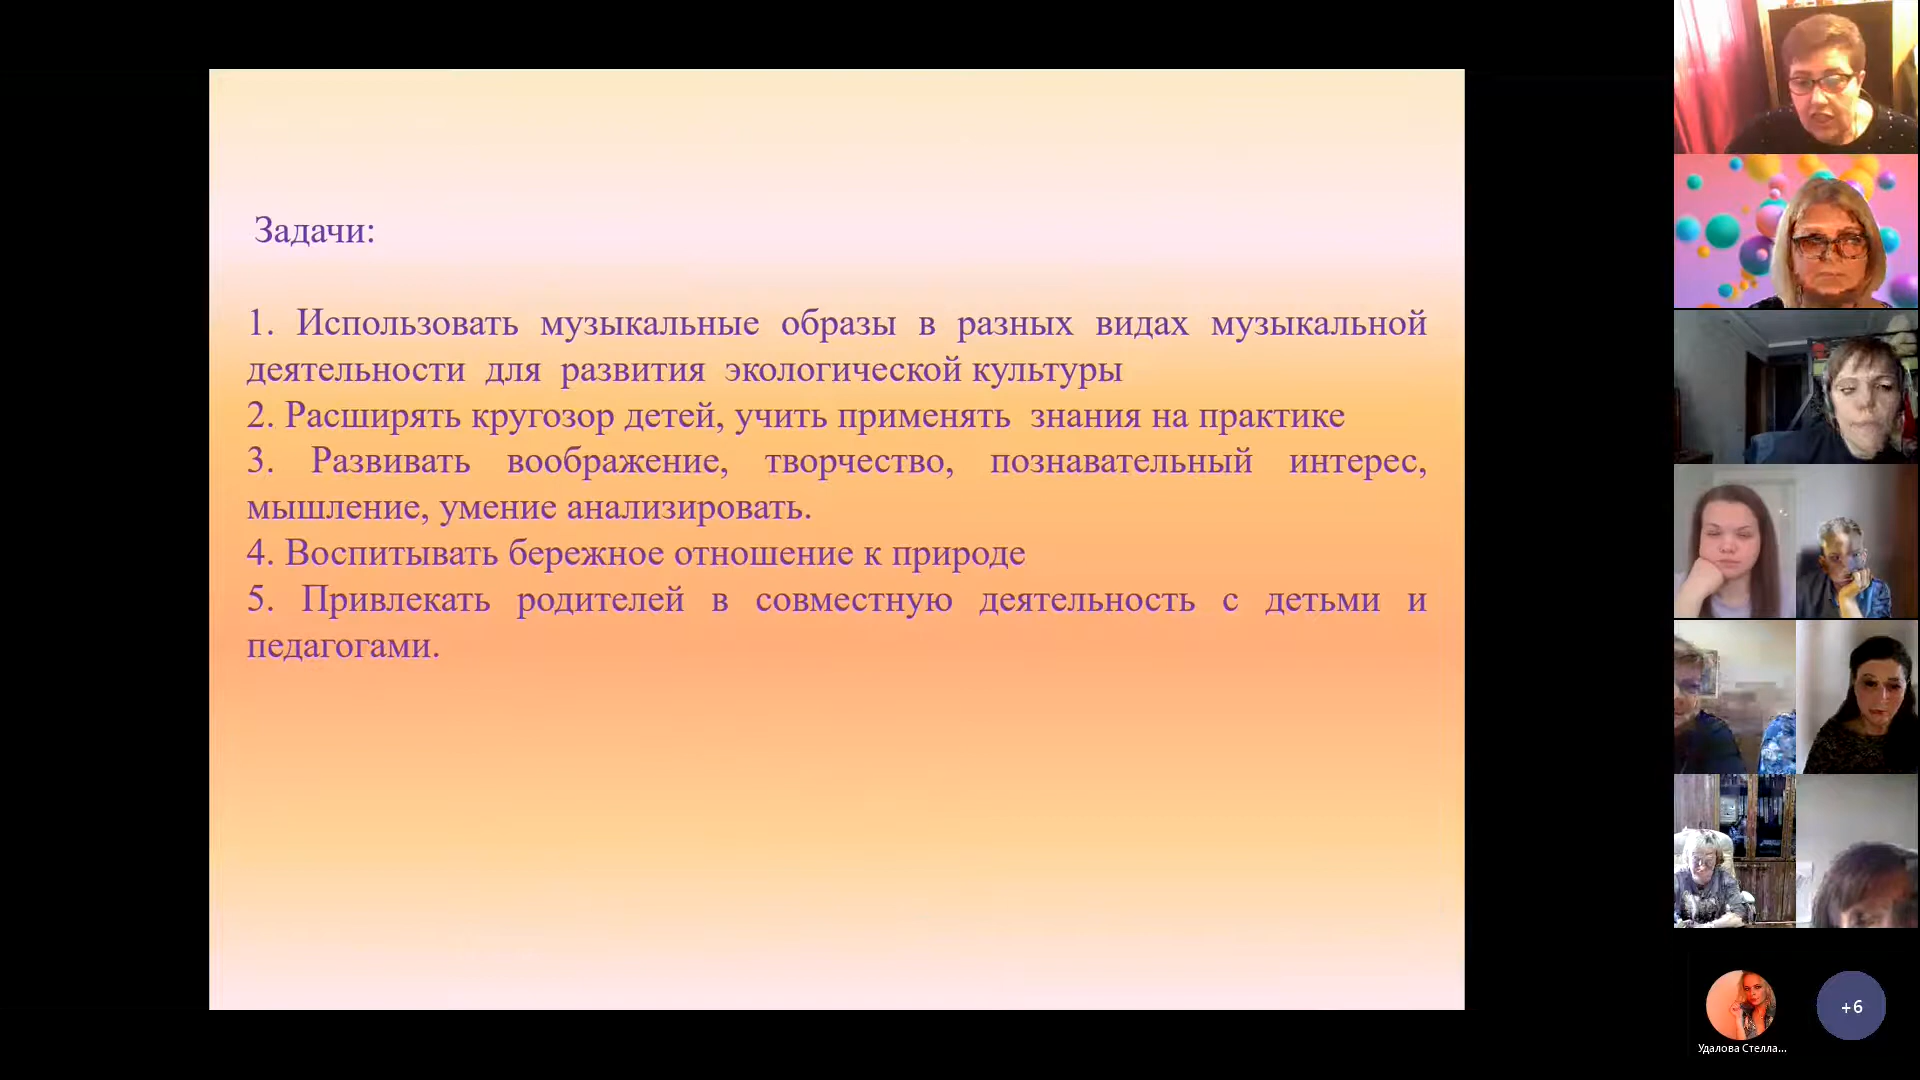 Задачи:
1. Использовать музыкальные образы в разных видах музыкальной
деятельности для развития экологической культуры
2. Расширять кругозор детей, учить применять знания на практике
3. Развивать воображение, творчество, познавательный интерес,
мышление, умение анализировать.
4. Воспитывать бережное отношение к природе
5. Привлекать родителей в совместную деятельность с детьми и
педагогами.
+6
Удалова Стелла...